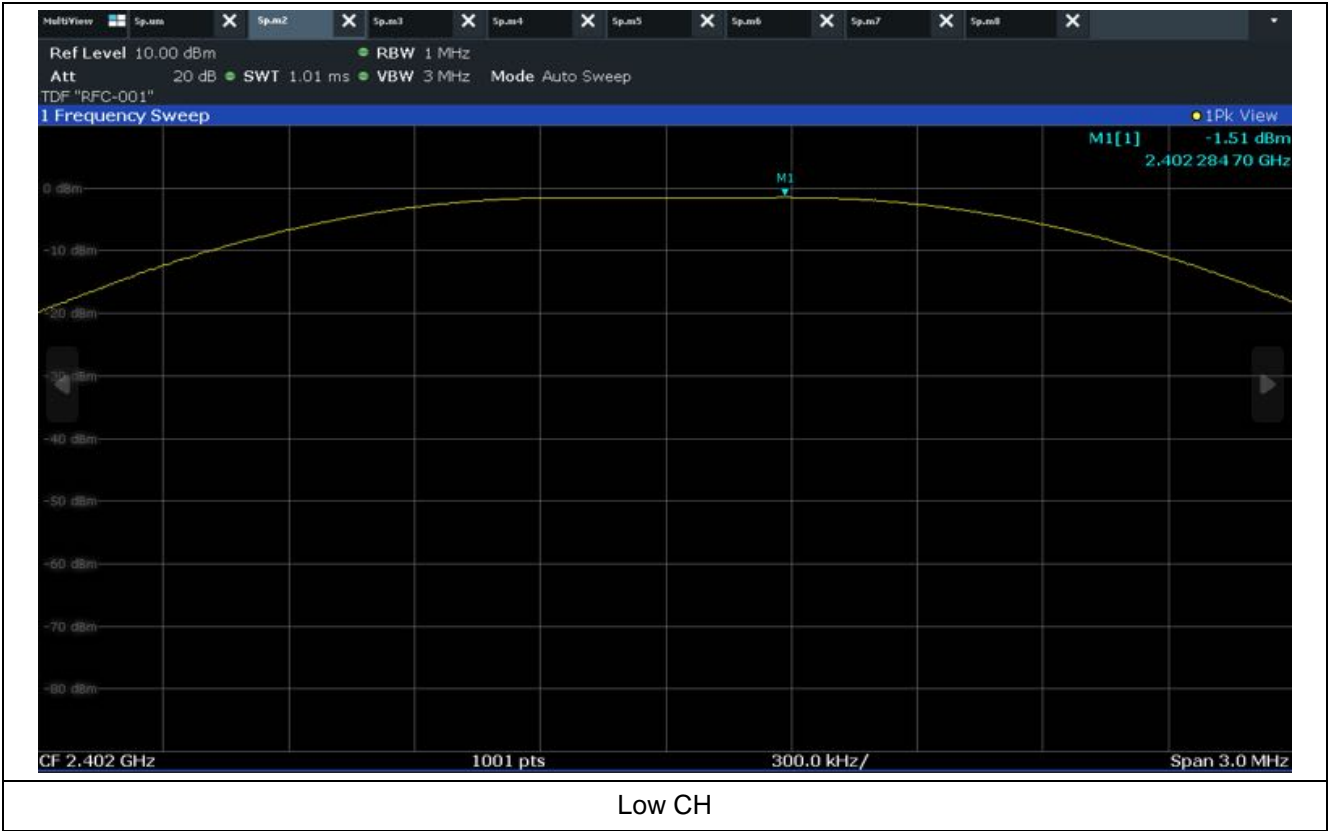 MultiView Sp.um Sp.m2 Sp.m3 Sp.m4 Sp.m5 Sp.m6 Sp.m7 Sp.m8
Ref Level 10.00 dBm RBW 1 MHz
Att 20 dB SWT 1.01 ms VBW 3 MHz Mode Auto Sweep
TDF "RFC-001"
1 Frequency Sweep 1Pk View
M1[1] -1.51 dBm
2.402 284 70 GHz
M1
0 dBm
-10 dBm
-20 dBm
-30 dBm
-40 dBm
-50 dBm
-60 dBm
-70 dBm
-80 dBm
CF 2.402 GHz 1001 pts 300.0 kHz/ Span 3.0 MHz
Low CH